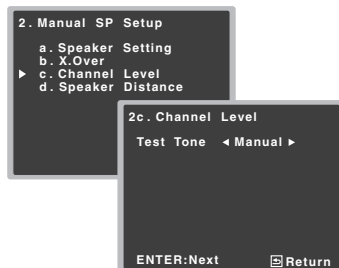 2.Manual SP Setup
a.Speaker Setting
b.X.Over
c.Channel Level
d.Speaker Distance
2c.Channel Level
Test Tone Manual
ENTER:Next Return